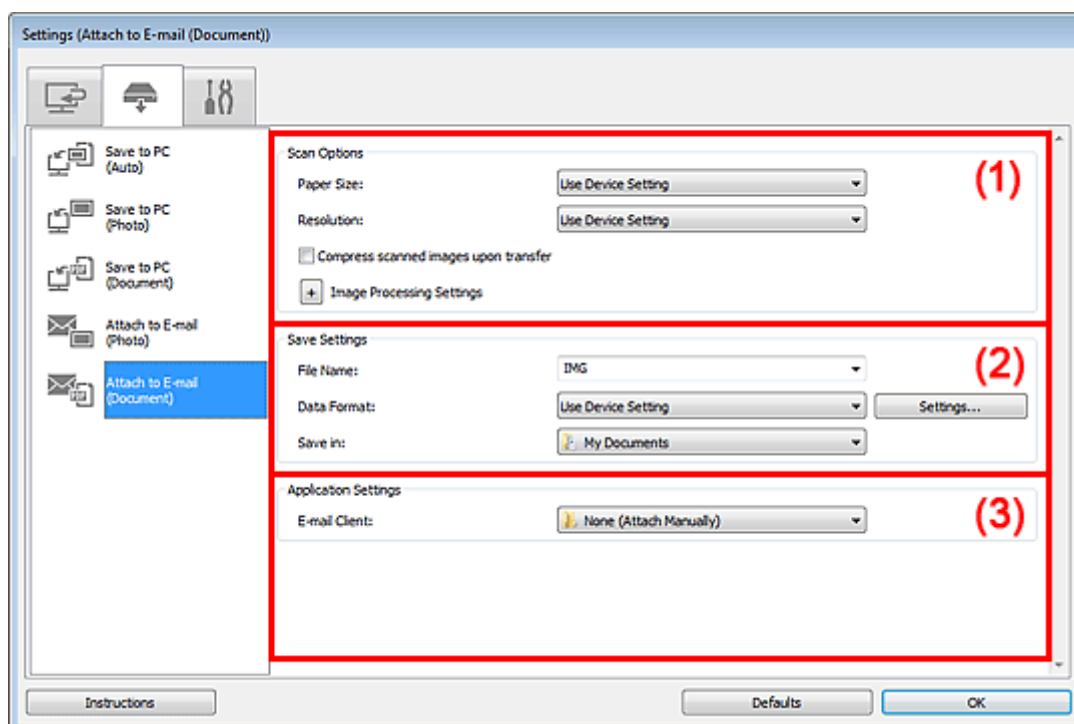 Settings (Attach to E-mail (Document))
Save to PC
(Auto)
Save to PC
(Photo)
Save to PC
(Document)
Attach to E-mail
(Photo)
Attach to E-mail
(Document)
Scan Options
(1)
Paper Size: Use Device Setting
Resolution: Use Device Setting
Compress scanned images upon transfer
+ Image Processing Settings
Save Settings
(2)
File Name: IMG
Data Format: Use Device Setting Settings...
Save in: My Documents
Application Settings
(3)
E-mail Client: None (Attach Manually)
Instructions Defaults OK